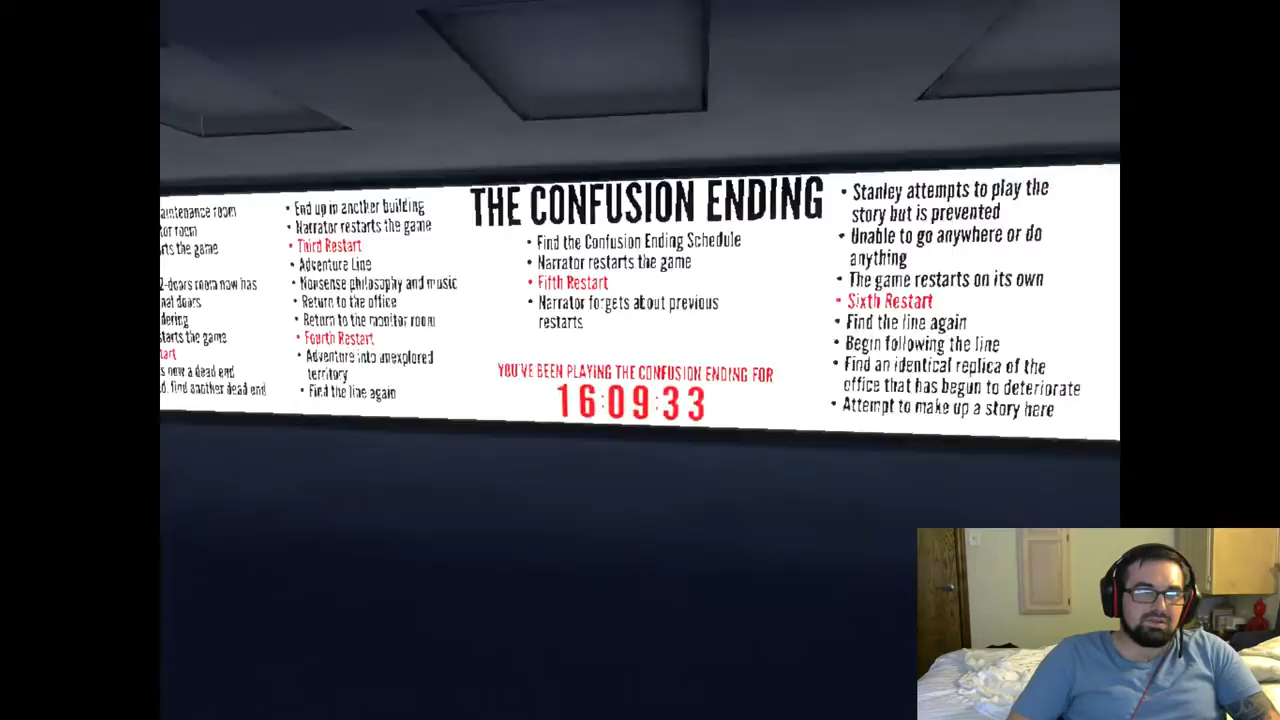 aintenance room
tor room
rts the game
2-doors room now has
nal doors
dering
tarts the game
tart
s now a dead end
d, find another dead end
• End up in another building
• Narrator restarts the game
• Third Restart
• Adventure Line
• Nonsense philosophy and music
• Return to the office
• Return to the monitor room
• Fourth Restart
• Adventure into unexplored
territory
• Find the line again
THE CONFUSION ENDING
• Find the Confusion Ending Schedule
• Narrator restarts the game
• Fifth Restart
• Narrator forgets about previous
restarts
YOU'VE BEEN PLAYING THE CONFUSION ENDING FOR
16:09:33
• Stanley attempts to play the
story but is prevented
• Unable to go anywhere or do
anything
• The game restarts on its own
• Sixth Restart
• Find the line again
• Begin following the line
• Find an identical replica of the
office that has begun to deteriorate
• Attempt to make up a story here